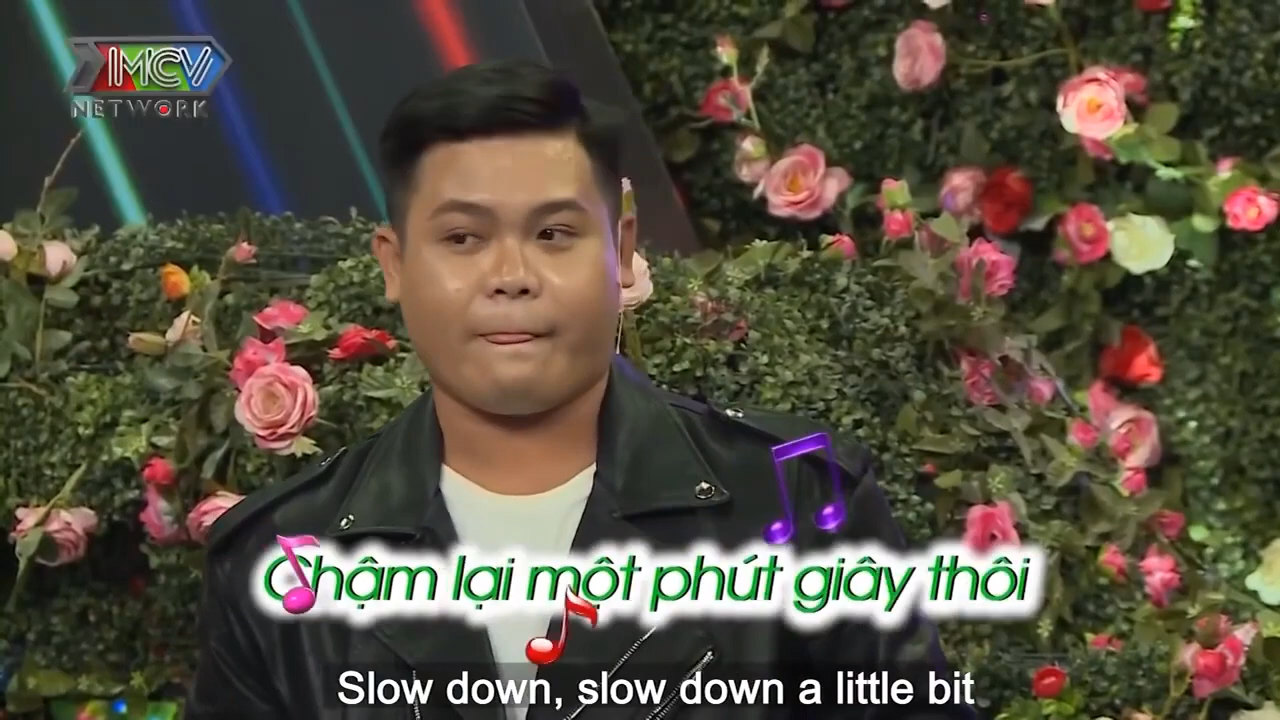 MCV
NETWORK
Chậm lại một phút giây thôi
Slow down, slow down a little bit